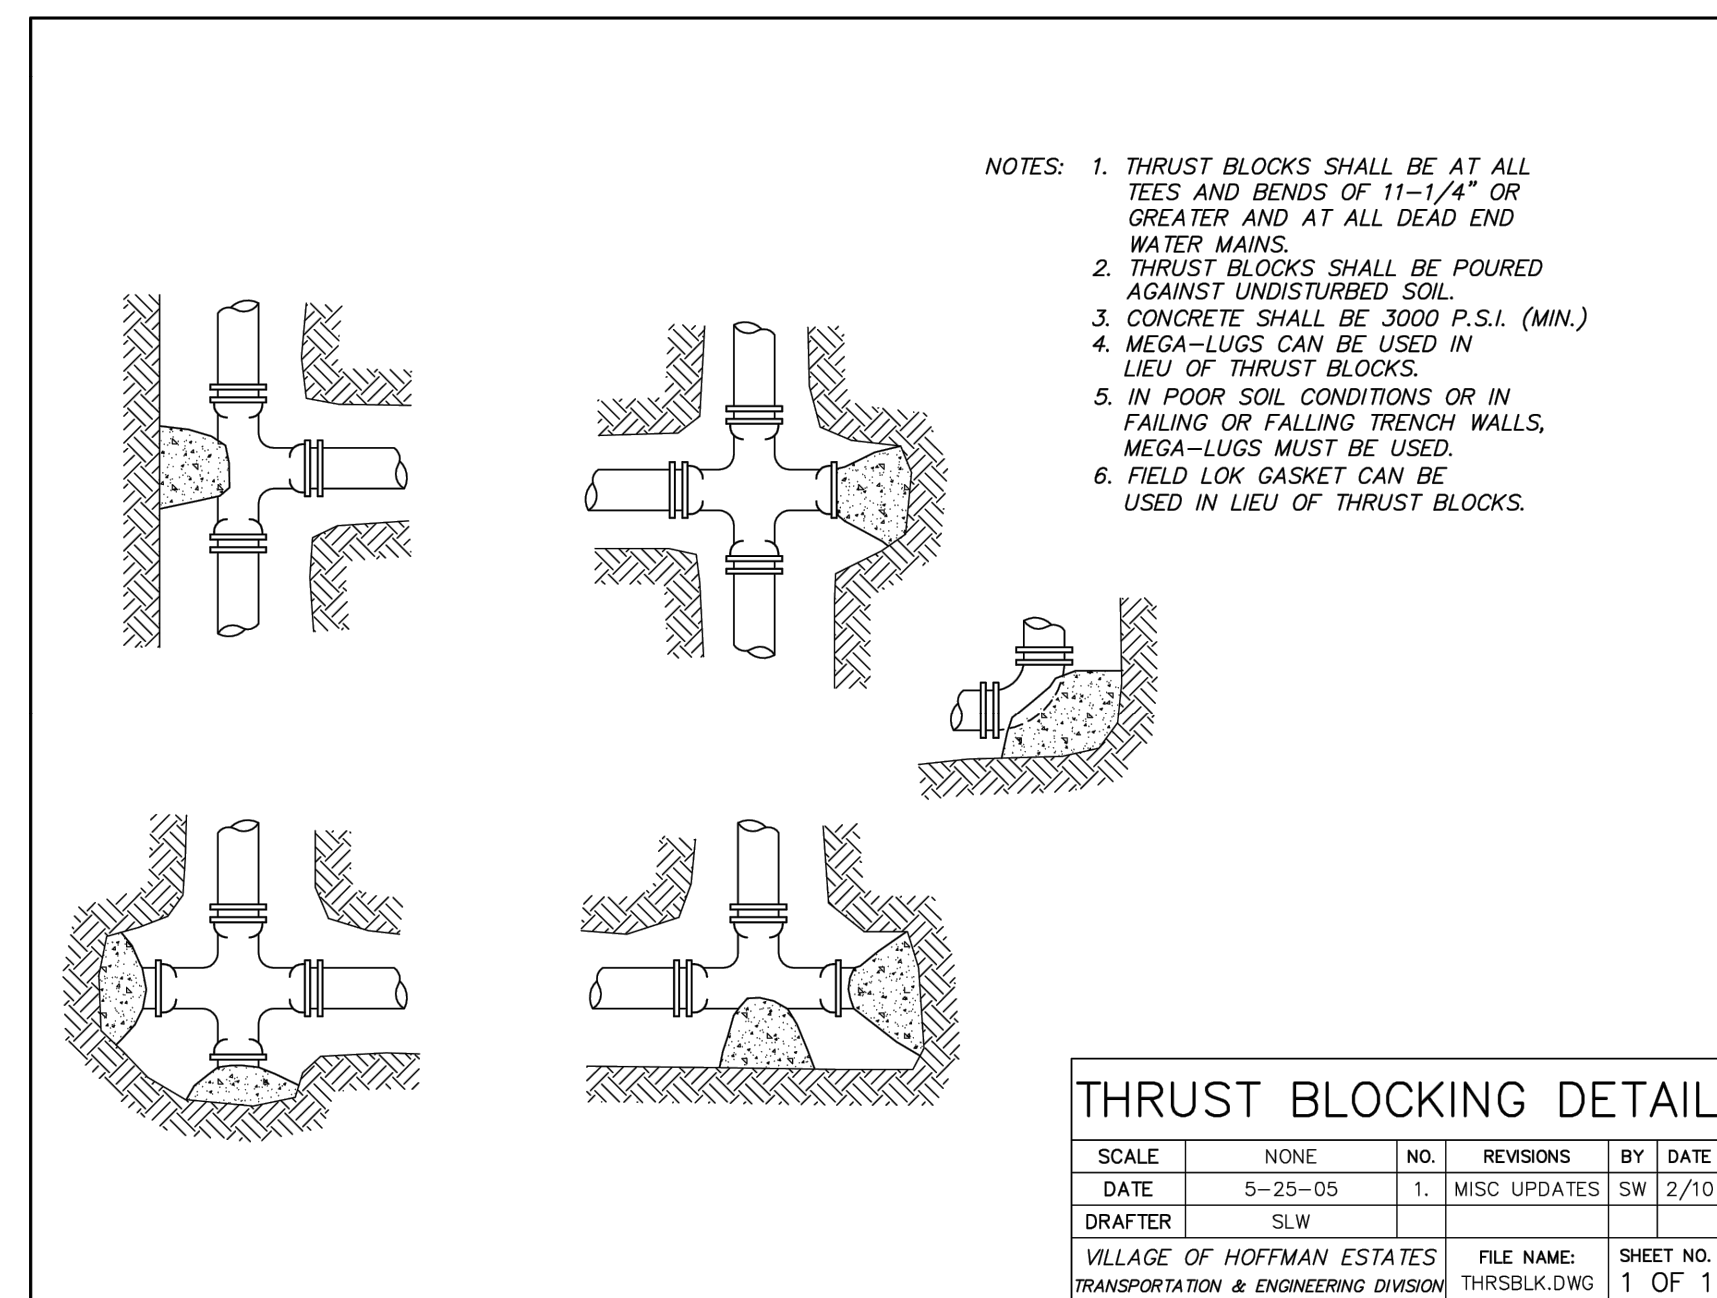 NOTES: 1. THRUST BLOCKS SHALL BE AT ALL
TEES AND BENDS OF 11-1/4" OR
GREATER AND AT ALL DEAD END
WATER MAINS.
2. THRUST BLOCKS SHALL BE POURED
AGAINST UNDISTURBED SOIL.
3. CONCRETE SHALL BE 3000 P.S.I. (MIN.)
4. MEGA-LUGS CAN BE USED IN
LIEU OF THRUST BLOCKS.
5. IN POOR SOIL CONDITIONS OR IN
FAILING OR FALLING TRENCH WALLS,
MEGA-LUGS MUST BE USED.
6. FIELD LOK GASKET CAN BE
USED IN LIEU OF THRUST BLOCKS.
THRUST BLOCKING DETAIL
SCALE NONE NO. REVISIONS BY DATE
DATE 5-25-05 1. MISC UPDATES SW 2/10
DRAFTER SLW
VILLAGE OF HOFFMAN ESTATES
TRANSPORTATION & ENGINEERING DIVISION
FILE NAME:
THRSBLK.DWG
SHEET NO.
1 OF 1